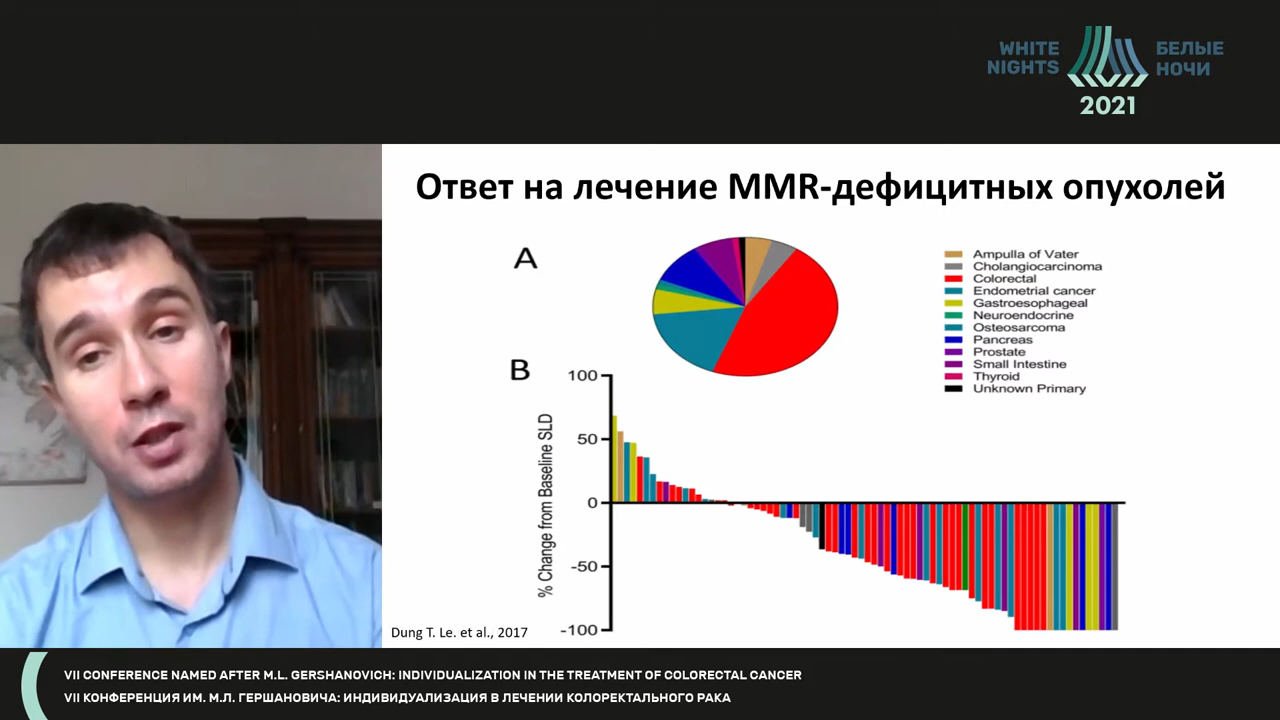 WHITE NIGHTS
БЕЛЫЕ НОЧИ
2021
Ответ на лечение MMR-дефицитных опухолей
A
Ampulla of Vater
Cholangiocarcinoma
Colorectal
Endometrial cancer
Gastroesophageal
Neuroendocrine
Osteosarcoma
Pancreas
Prostate
Small Intestine
Thyroid
Unknown Primary
B
% Change from Baseline SLD
100
50
0
-50
-100
Dung T. Le. et al., 2017
VII CONFERENCE NAMED AFTER M.L. GERSHANOVICH: INDIVIDUALIZATION IN THE TREATMENT OF COLORECTAL CANCER
VII КОНФЕРЕНЦИЯ ИМ. М.Л. ГЕРШАНОВИЧА: ИНДИВИДУАЛИЗАЦИЯ В ЛЕЧЕНИИ КОЛОРЕКТАЛЬНОГО РАКА